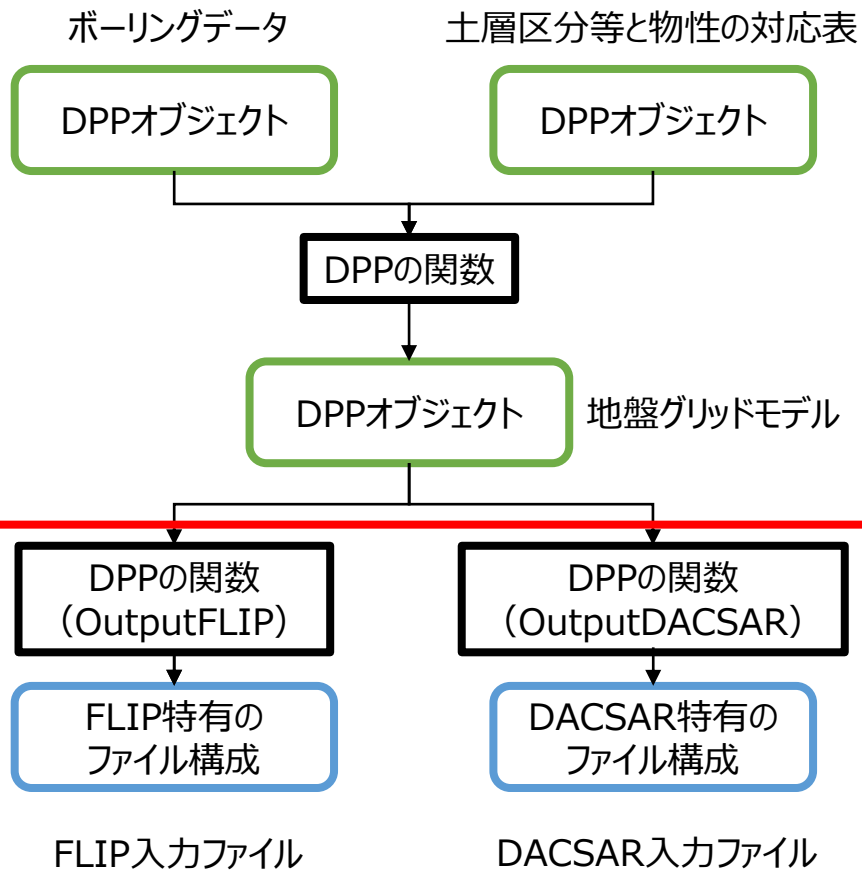 ボーリングデータ
土層区分等と物性の対応表
DPPオブジェクト
DPPオブジェクト
DPPの関数
DPPオブジェクト
地盤グリッドモデル
DPPの関数
（OutputFLIP）
DPPの関数
（OutputDACSAR）
FLIP特有の
ファイル構成
DACSAR特有の
ファイル構成
FLIP入力ファイル
DACSAR入力ファイル